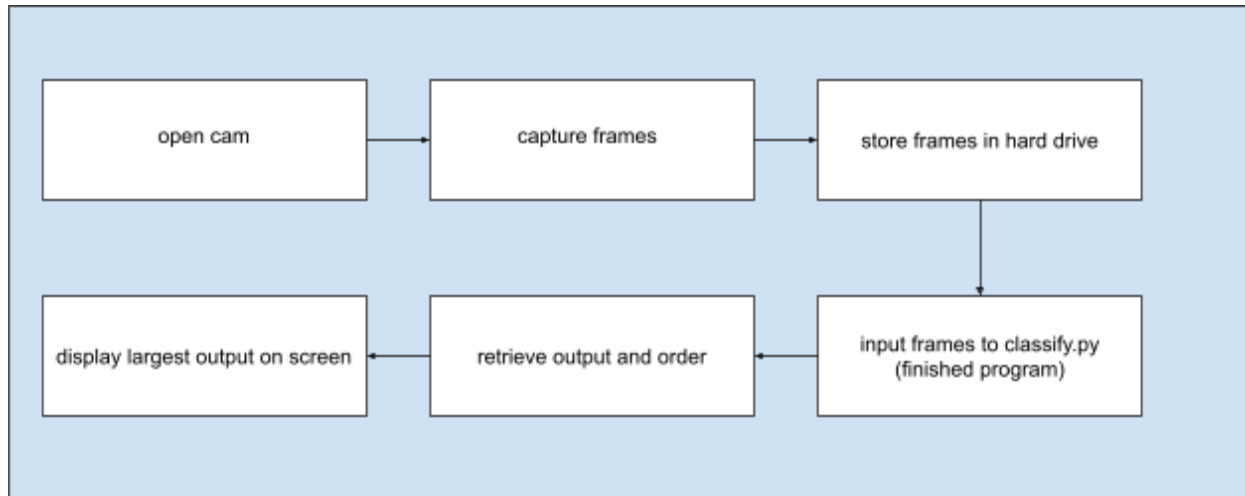 open cam
capture frames
store frames in hard drive
input frames to classify.py
(finished program)
retrieve output and order
display largest output on screen